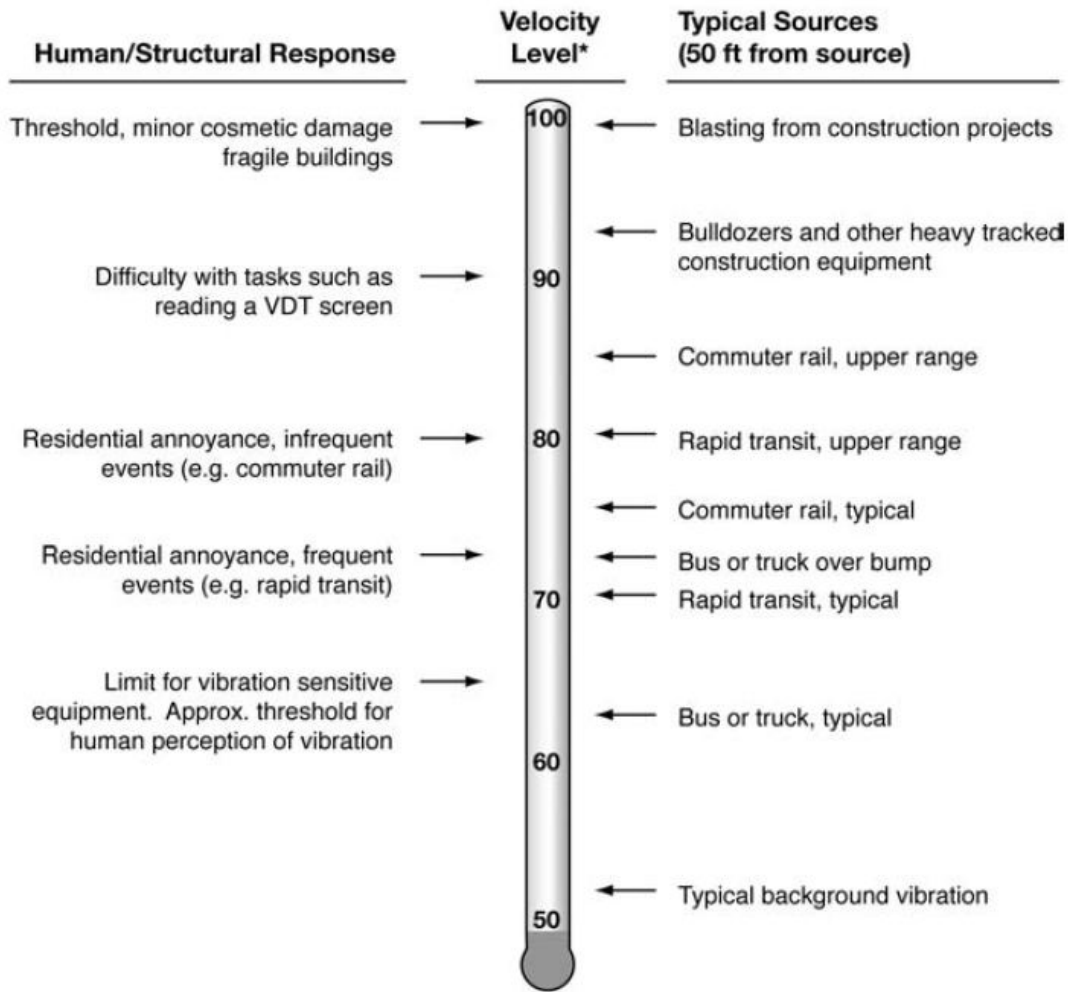 Human/Structural Response
Velocity
Level*
Typical Sources
(50 ft from source)
Threshold, minor cosmetic damage
fragile buildings
100
Blasting from construction projects
Bulldozers and other heavy tracked
construction equipment
Difficulty with tasks such as
reading a VDT screen
90
Commuter rail, upper range
Residential annoyance, infrequent
events (e.g. commuter rail)
80
Rapid transit, upper range
Commuter rail, typical
Residential annoyance, frequent
events (e.g. rapid transit)
Bus or truck over bump
70
Rapid transit, typical
Limit for vibration sensitive
equipment. Approx. threshold for
human perception of vibration
Bus or truck, typical
60
Typical background vibration
50